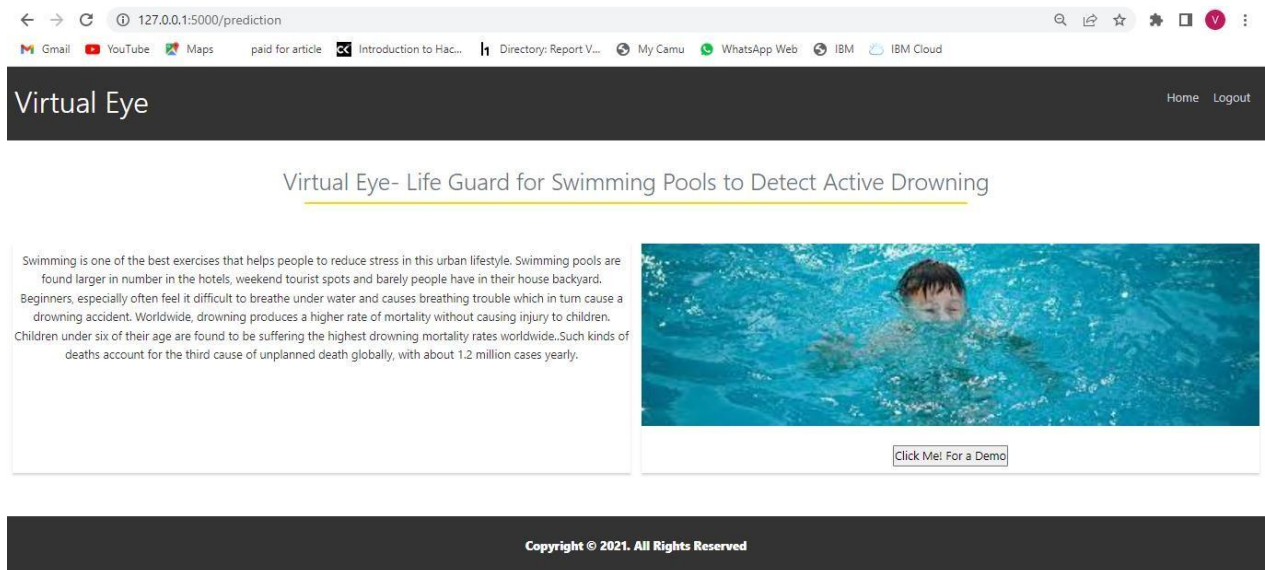 127.0.0.1:5000/prediction
V
Gmail YouTube Maps paid for article CC Introduction to Hac... h1 Directory: Report V... My Camu WhatsApp Web IBM IBM Cloud
Virtual Eye
Home Logout
Virtual Eye- Life Guard for Swimming Pools to Detect Active Drowning
Swimming is one of the best exercises that helps people to reduce stress in this urban lifestyle. Swimming pools are
found larger in number in the hotels, weekend tourist spots and barely people have in their house backyard.
Beginners, especially often feel it difficult to breathe under water and causes breathing trouble which in turn cause a
drowning accident. Worldwide, drowning produces a higher rate of mortality without causing injury to children.
Children under six of their age are found to be suffering the highest drowning mortality rates worldwide..Such kinds of
deaths account for the third cause of unplanned death globally, with about 1.2 million cases yearly.
Click Me! For a Demo
Copyright © 2021. All Rights Reserved